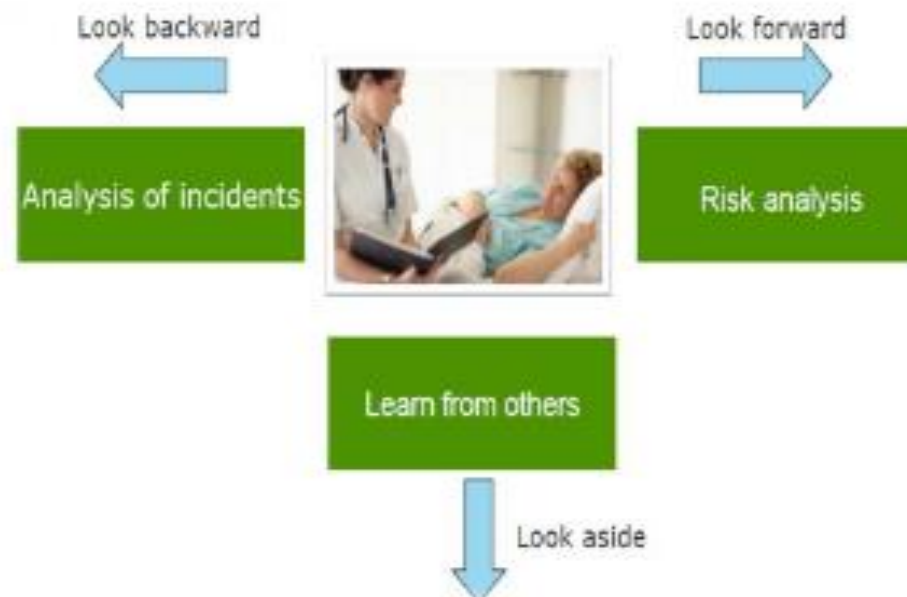 Look backward
Look forward
Analysis of incidents
Risk analysis
Learn from others
Look aside